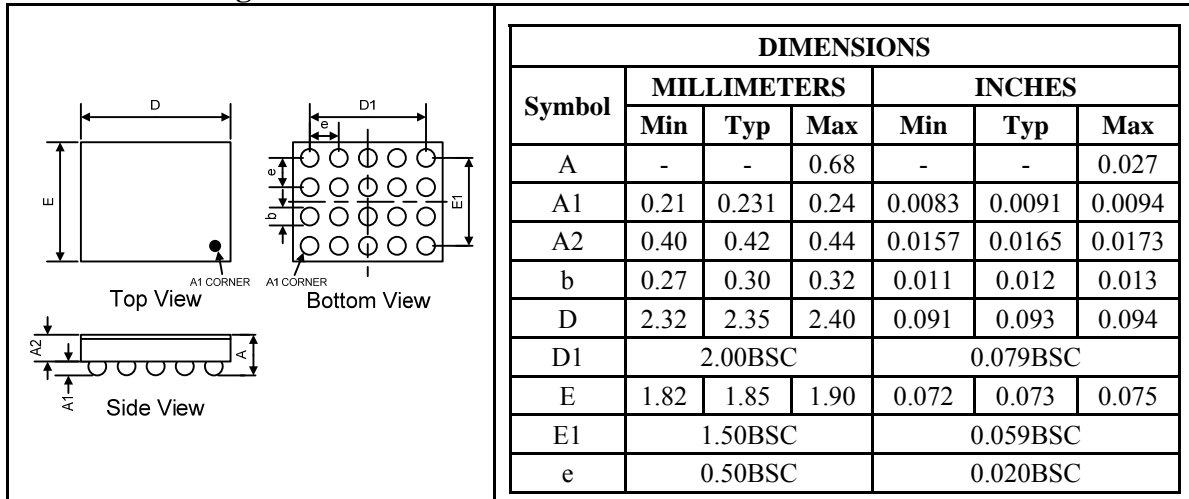 D
E
A1 CORNER
Top View
D1
e
e
b
E1
A1 CORNER
Bottom View
A2
A1
A
Side View
DIMENSIONS
Symbol MILLIMETERS INCHES
Min Typ Max Min Typ Max
A - - 0.68 - - 0.027
A1 0.21 0.231 0.24 0.0083 0.0091 0.0094
A2 0.40 0.42 0.44 0.0157 0.0165 0.0173
b 0.27 0.30 0.32 0.011 0.012 0.013
D 2.32 2.35 2.40 0.091 0.093 0.094
D1 2.00BSC 0.079BSC
E 1.82 1.85 1.90 0.072 0.073 0.075
E1 1.50BSC 0.059BSC
e 0.50BSC 0.020BSC